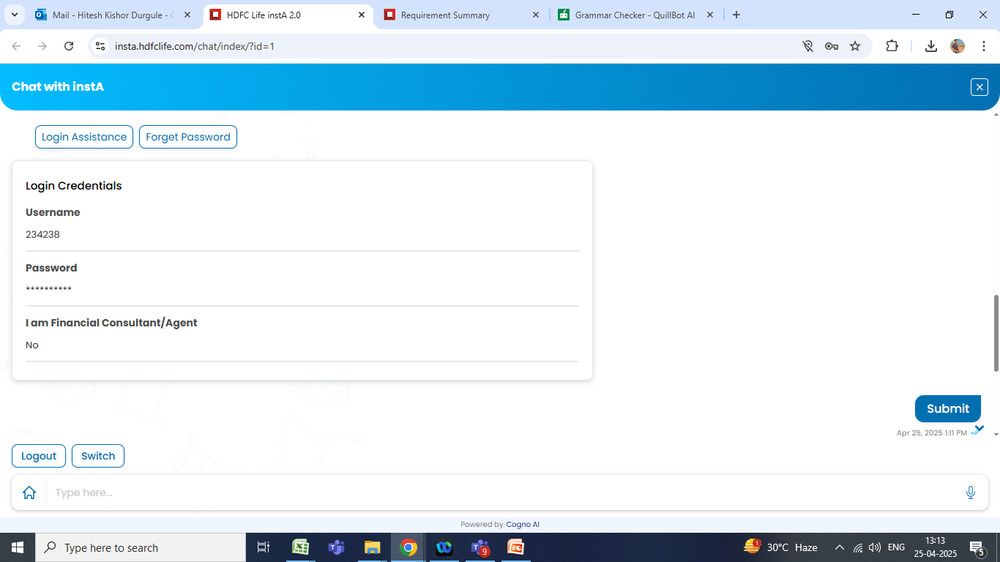 Mail - Hitesh Kishor Durgule -
HDFC Life instA 2.0
Requirement Summary
Grammar Checker - QuillBot AI
insta.hdfclife.com/chat/index/?id=1
Chat with instA
Login Assistance
Forget Password
Login Credentials
Username
234238
Password
**********
I am Financial Consultant/Agent
No
Submit
Apr 25, 2025 1:11 PM
Logout
Switch
Type here...
Powered by Cogno AI
Type here to search
9
1
30°C Haze
ENG
13:13
25-04-2025
5